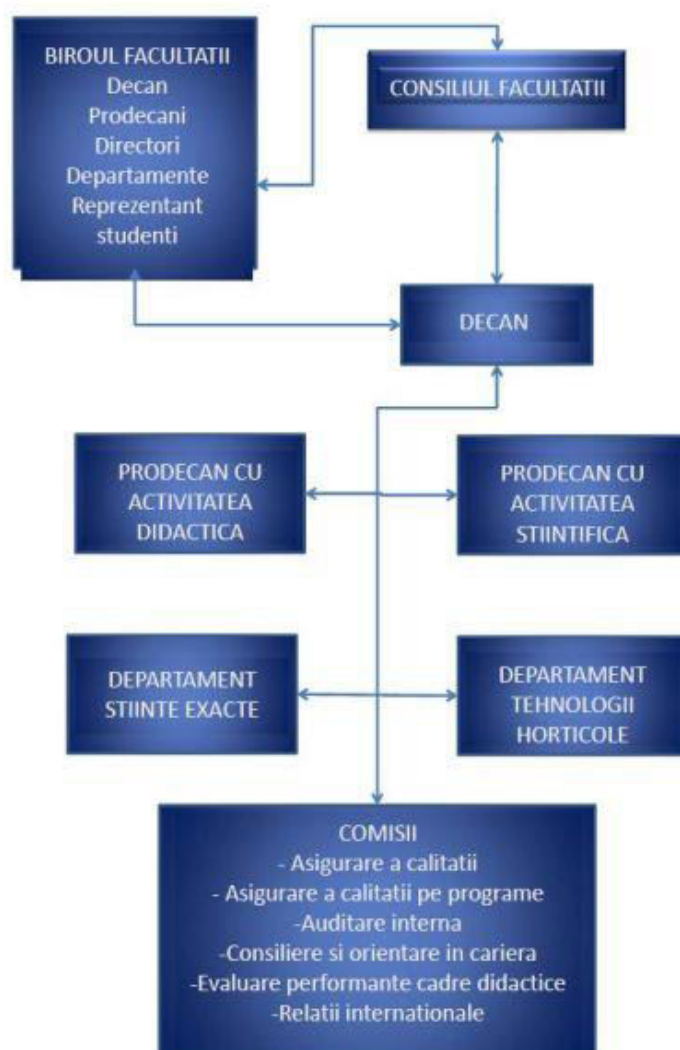 BIROUL FACULTATII
Decan
Prodecani
Directori
Departamente
Reprezentant
studenti
CONSILIUL FACULTATII
DECAN
PRODECAN CU
ACTIVITATEA
DIDACTICA
PRODECAN CU
ACTIVITATEA
STIINTIFICA
DEPARTAMENT
STIINTE EXACTE
DEPARTAMENT
TEHNOLOGII
HORTICOLE
COMISII
- Asigurare a calitatii
- Asigurare a calitatii pe programe
-Auditare interna
-Consiliere si orientare in cariera
-Evaluare performante cadre didactice
-Relatii internationale